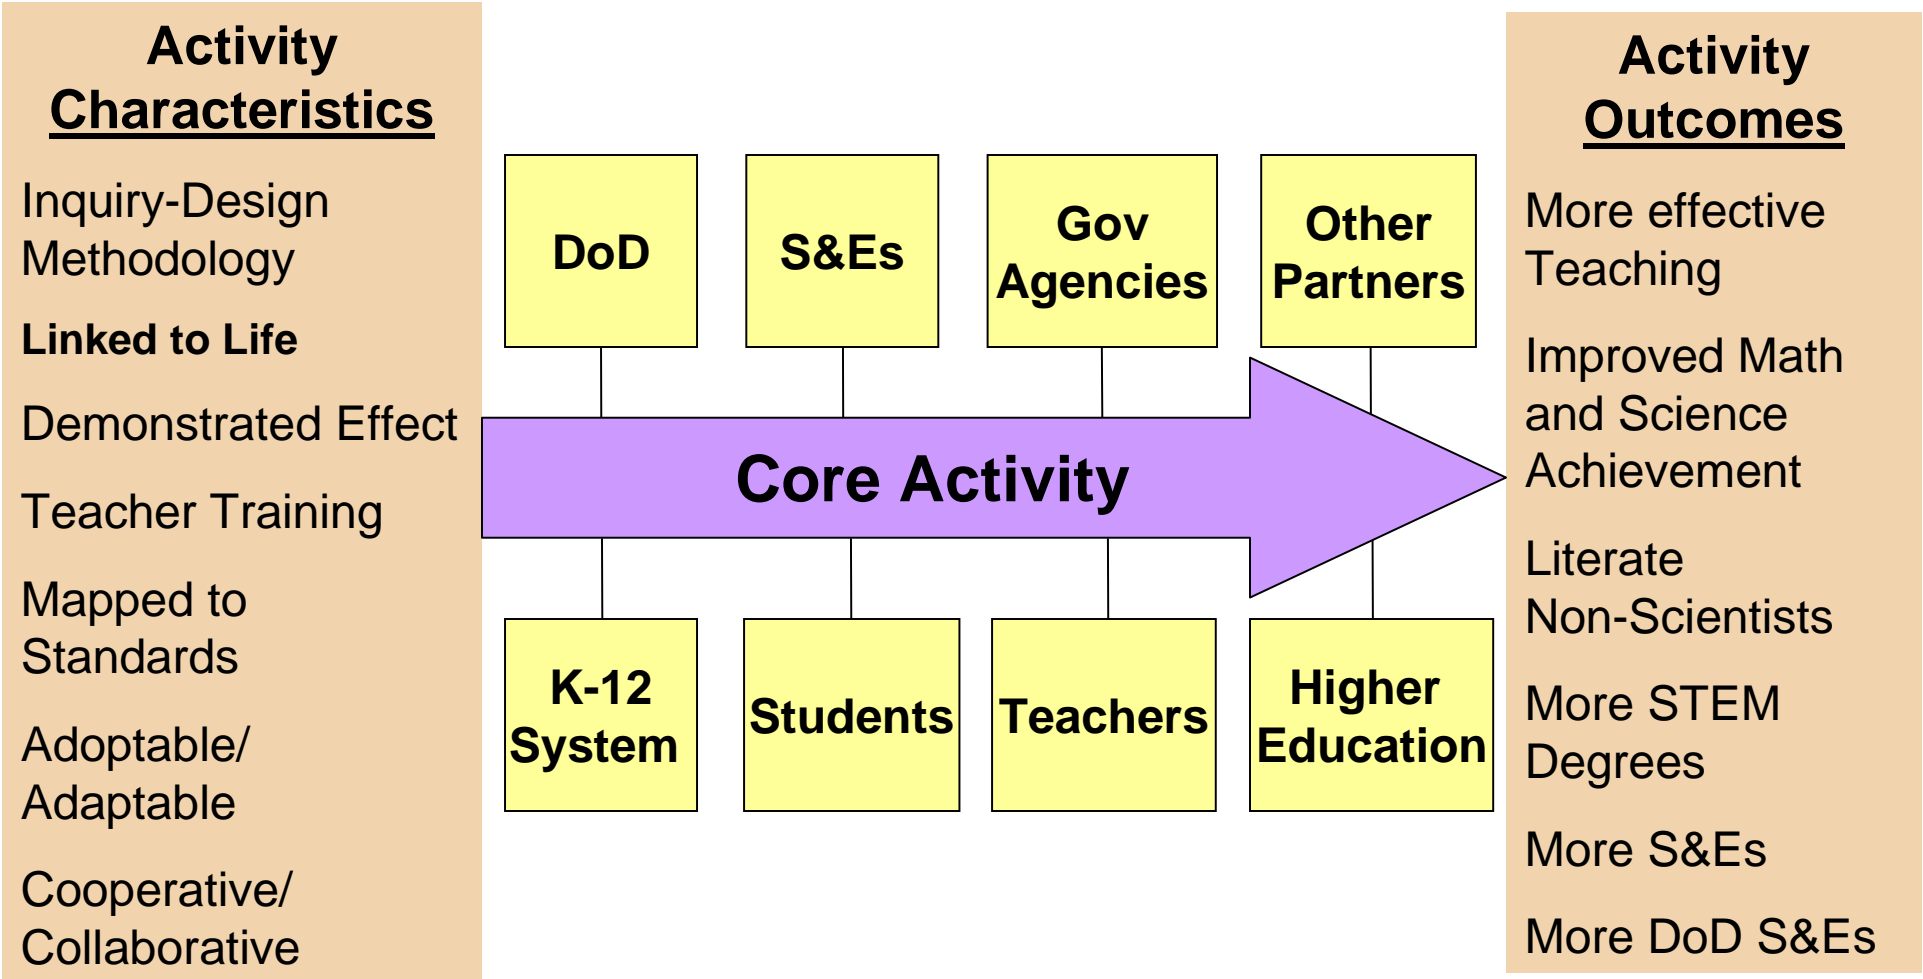 Activity
Characteristics
Inquiry-Design
Methodology
Linked to Life
Demonstrated Effect
Teacher Training
Mapped to
Standards
Adoptable/
Adaptable
Cooperative/
Collaborative
DoD
S&Es
Gov
Agencies
Other
Partners
Core Activity
K-12
System
Students
Teachers
Higher
Education
Activity
Outcomes
More effective
Teaching
Improved Math
and Science
Achievement
Literate
Non-Scientists
More STEM
Degrees
More S&Es
More DoD S&Es